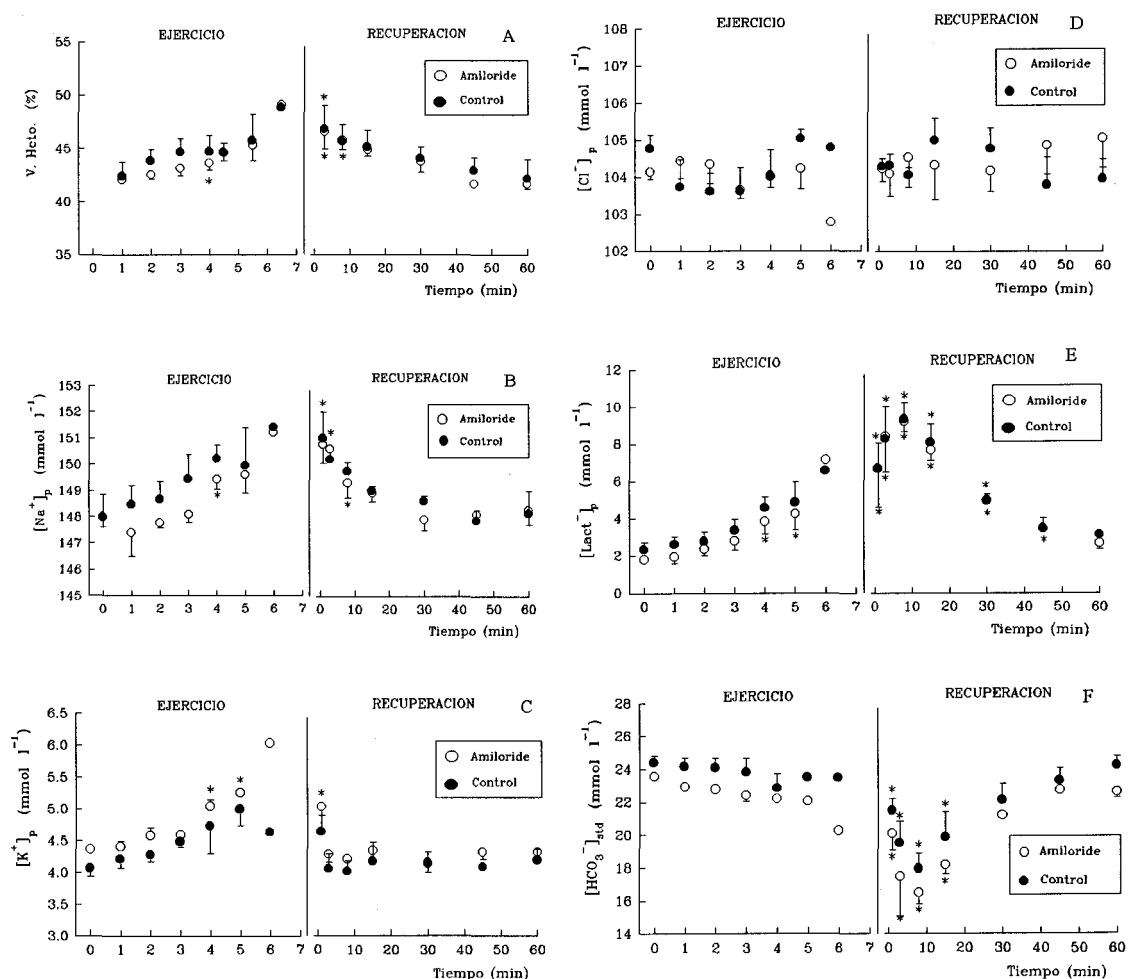 EJERCICIO
RECUPERACION
A
Amiloride
Control
V. Hcto. (%)
55
50
45
40
35
0 1 2 3 4 5 6 7
0 10 20 30 40 50 60
Tiempo (min)
* * * *
EJERCICIO
RECUPERACION
B
Amiloride
Control
[Na⁺]p (mmol l⁻¹)
153
152
151
150
149
148
147
146
145
0 1 2 3 4 5 6 7
0 10 20 30 40 50 60
Tiempo (min)
* * * *
EJERCICIO
RECUPERACION
C
Amiloride
Control
[K⁺]p (mmol l⁻¹)
6.5
6.0
5.5
5.0
4.5
4.0
3.5
3.0
0 1 2 3 4 5 6 7
0 10 20 30 40 50 60
Tiempo (min)
* * *
EJERCICIO
RECUPERACION
D
Amiloride
Control
[Cl⁻]p (mmol l⁻¹)
108
107
106
105
104
103
102
0 1 2 3 4 5 6 7
0 10 20 30 40 50 60
Tiempo (min)
EJERCICIO
RECUPERACION
E
Amiloride
Control
[Lact⁻]p (mmol l⁻¹)
12
10
8
6
4
2
0
0 1 2 3 4 5 6 7
0 10 20 30 40 50 60
Tiempo (min)
* * * * * * * * * * * * *
EJERCICIO
RECUPERACION
F
Amiloride
Control
[HCO₃⁻]std (mmol l⁻¹)
28
26
24
22
20
18
16
14
0 1 2 3 4 5 6 7
0 10 20 30 40 50 60
Tiempo (min)
* * * * * * * *